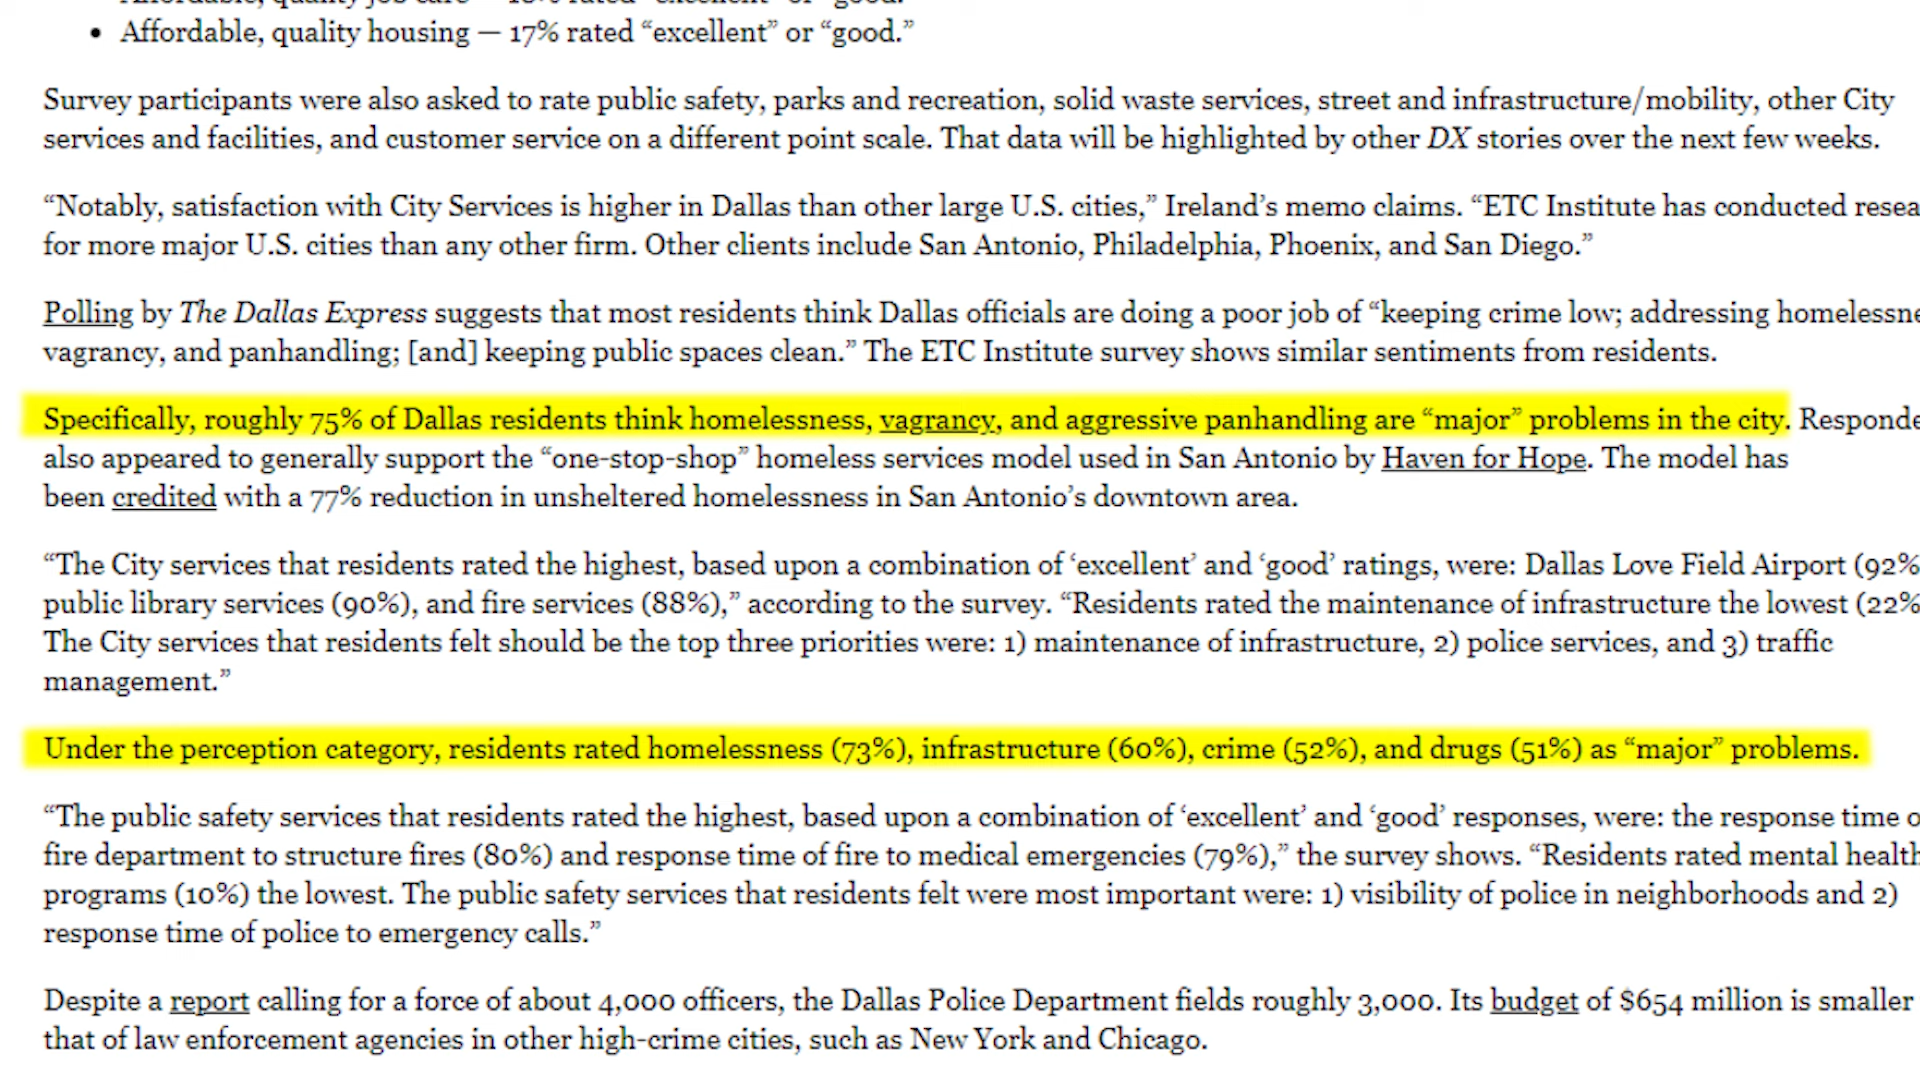 Affordable, quality housing — 17% rated “excellent” or “good.”
Survey participants were also asked to rate public safety, parks and recreation, solid waste services, street and infrastructure/mobility, other City
services and facilities, and customer service on a different point scale. That data will be highlighted by other DX stories over the next few weeks.
“Notably, satisfaction with City Services is higher in Dallas than other large U.S. cities,” Ireland’s memo claims. “ETC Institute has conducted resea
for more major U.S. cities than any other firm. Other clients include San Antonio, Philadelphia, Phoenix, and San Diego.”
Polling by The Dallas Express suggests that most residents think Dallas officials are doing a poor job of “keeping crime low; addressing homelessne
vagrancy, and panhandling; [and] keeping public spaces clean.” The ETC Institute survey shows similar sentiments from residents.
Specifically, roughly 75% of Dallas residents think homelessness, vagrancy, and aggressive panhandling are “major” problems in the city. Responde
also appeared to generally support the “one-stop-shop” homeless services model used in San Antonio by Haven for Hope. The model has
been credited with a 77% reduction in unsheltered homelessness in San Antonio’s downtown area.
“The City services that residents rated the highest, based upon a combination of ‘excellent’ and ‘good’ ratings, were: Dallas Love Field Airport (92%
public library services (90%), and fire services (88%),” according to the survey. “Residents rated the maintenance of infrastructure the lowest (22%
The City services that residents felt should be the top three priorities were: 1) maintenance of infrastructure, 2) police services, and 3) traffic
management.”
Under the perception category, residents rated homelessness (73%), infrastructure (60%), crime (52%), and drugs (51%) as “major” problems.
“The public safety services that residents rated the highest, based upon a combination of ‘excellent’ and ‘good’ responses, were: the response time o
fire department to structure fires (80%) and response time of fire to medical emergencies (79%),” the survey shows. “Residents rated mental health
programs (10%) the lowest. The public safety services that residents felt were most important were: 1) visibility of police in neighborhoods and 2)
response time of police to emergency calls.”
Despite a report calling for a force of about 4,000 officers, the Dallas Police Department fields roughly 3,000. Its budget of $654 million is smaller
that of law enforcement agencies in other high-crime cities, such as New York and Chicago.